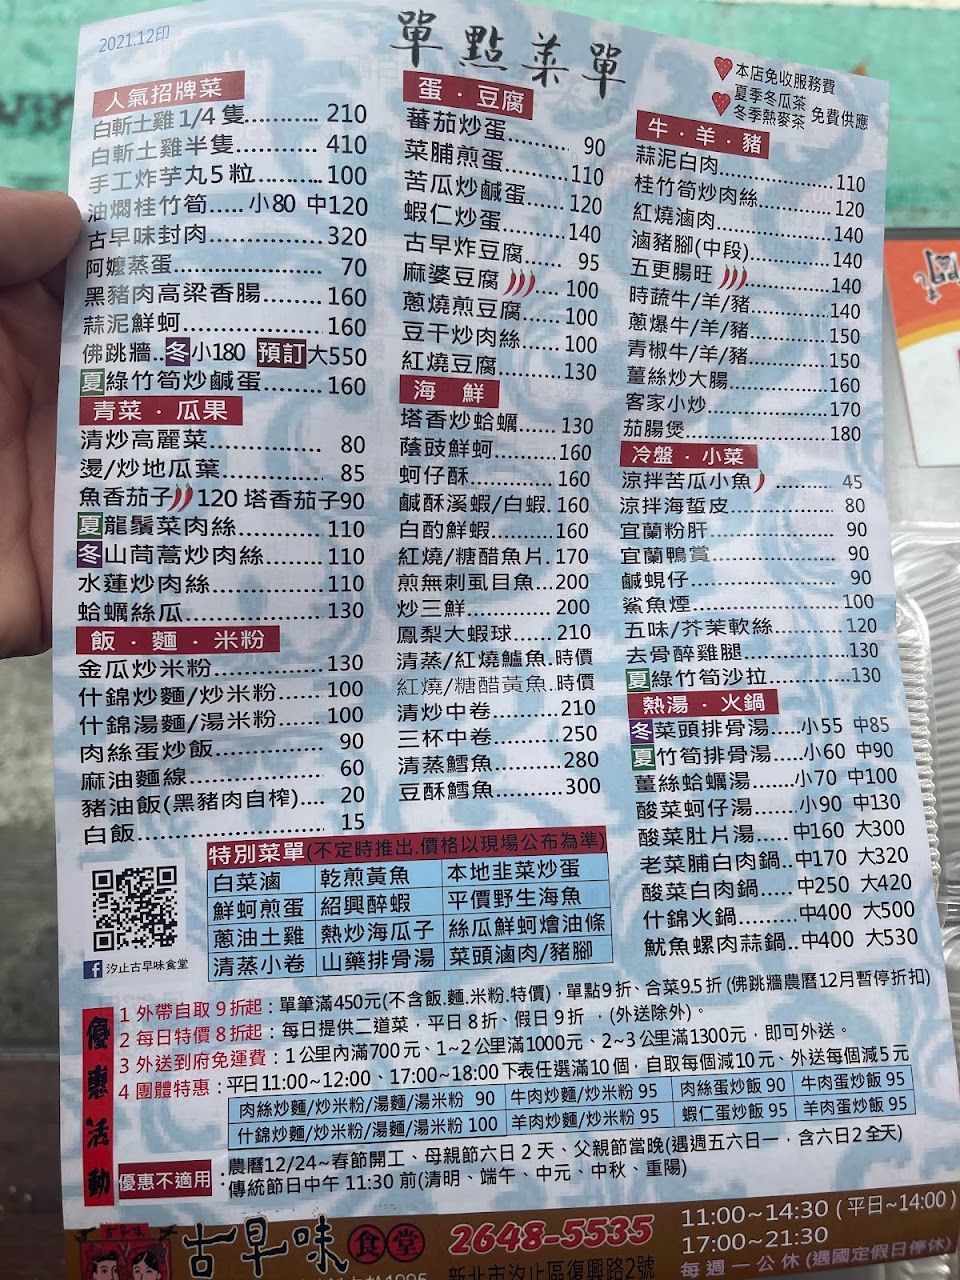 2021.12印
單點菜單
本店免收服務費
夏季冬瓜茶 免費供應
冬季熱麥茶
人氣招牌菜
白斬土雞1/4隻........... 210
白斬土雞半隻............ 410
手工炸芋丸5粒.......... 100
油燜桂竹筍..... 小80 中120
古早味封肉............... 320
阿嬤蒸蛋.................... 70
黑豬肉高梁香腸......... 160
蒜泥鮮蚵................... 160
佛跳牆..冬小180 預訂大550
夏綠竹筍炒鹹蛋......... 160
青菜.瓜果
清炒高麗菜................ 80
燙/炒地瓜葉............... 85
魚香茄子 120 塔香茄子90
夏龍鬚菜肉絲............ 110
冬山茼蒿炒肉絲......... 110
水蓮炒肉絲............... 110
蛤蠣絲瓜.................. 130
飯.麵.米粉
金瓜炒米粉............... 130
什錦炒麵/炒米粉...... 100
什錦湯麵/湯米粉...... 100
肉絲蛋炒飯............... 90
麻油麵線.................. 60
豬油飯(黑豬肉自榨).... 20
白飯......................... 15
蛋.豆腐
蕃茄炒蛋.......... 90
菜脯煎蛋......... 110
苦瓜炒鹹蛋...... 120
蝦仁炒蛋......... 140
古早炸豆腐...... 95
麻婆豆腐 ... 100
蔥燒煎豆腐...... 100
豆干炒肉絲...... 100
紅燒豆腐......... 130
海 鮮
塔香炒蛤蠣...... 130
蔭豉鮮蚵......... 160
蚵仔酥............ 160
鹹酥溪蝦/白蝦. 160
白酌鮮蝦......... 160
紅燒/糖醋魚片. 170
煎無刺虱目魚... 200
炒三鮮............ 200
鳳梨大蝦球...... 210
清蒸/紅燒鱸魚.時價
紅燒/糖醋黃魚.時價
清炒中卷......... 210
三杯中卷......... 250
清蒸鱈魚......... 280
豆酥鱈魚......... 300
牛.羊.豬
蒜泥白肉............... 110
桂竹筍炒肉絲......... 120
紅燒滷肉............... 140
滷豬腳(中段)......... 140
五更腸旺 ......... 140
時蔬牛/羊/豬......... 140
蔥爆牛/羊/豬......... 150
青椒牛/羊/豬......... 150
薑絲炒大腸............ 160
客家小炒............... 170
茄腸煲.................. 180
冷盤.小菜
涼拌苦瓜小魚 ......... 45
涼拌海蜇皮............ 80
宜蘭粉肝............... 90
宜蘭鴨賞............... 90
鹹蜆仔.................. 90
鯊魚煙.................. 100
五味/芥茉軟絲...... 120
去骨醉雞腿............ 130
夏綠竹筍沙拉......... 130
熱湯.火鍋
冬菜頭排骨湯.....小55 中85
夏竹筍排骨湯.....小60 中90
薑絲蛤蠣湯......小70 中100
酸菜蚵仔湯......小90 中130
酸菜肚片湯.....中160 大300
老菜脯白肉鍋..中170 大320
酸菜白肉鍋.....中250 大420
什錦火鍋.........中400 大500
魷魚螺肉蒜鍋..中400 大530
特別菜單(不定時推出.價格以現場公布為準)
白菜滷 乾煎黃魚 本地韭菜炒蛋
鮮蚵煎蛋 紹興醉蝦 平價野生海魚
蔥油土雞 熱炒海瓜子 絲瓜鮮蚵燴油條
清蒸小卷 山藥排骨湯 菜頭滷肉/豬腳
汐止古早味食堂
優惠活動
1 外帶自取9折起：單筆滿450元(不含飯.麵.米粉.特價)，單點9折、合菜9.5折(佛跳牆農曆12月暫停折扣)
2 每日特價8折起：每日提供二道菜，平日8折、假日9折，(外送除外)。
3 外送到府免運費：1公里內滿700元、1~2公里滿1000元、2~3公里滿1300元，即可外送。
4 團體特惠：平日11:00~12:00、17:00~18:00下表任選滿10個，自取每個減10元、外送每個減5元
肉絲炒麵/炒米粉/湯麵/湯米粉 90 牛肉炒麵/炒米粉 95 肉絲蛋炒飯 90 牛肉蛋炒飯 95
什錦炒麵/炒米粉/湯麵/湯米粉 100 羊肉炒麵/炒米粉 95 蝦仁蛋炒飯 95 羊肉蛋炒飯 95
優惠不適用：農曆12/24~春節開工、母親節六日2天、父親節當晚(遇週五六日一，含六日2全天)
傳統節日中午11:30前(清明、端午、中元、中秋、重陽)
古早味食堂
2648-5535
新北市汐止區復興路2號
11:00~14:30 (平日~14:00)
17:00~21:30
每週一公休(遇國定假日停休)